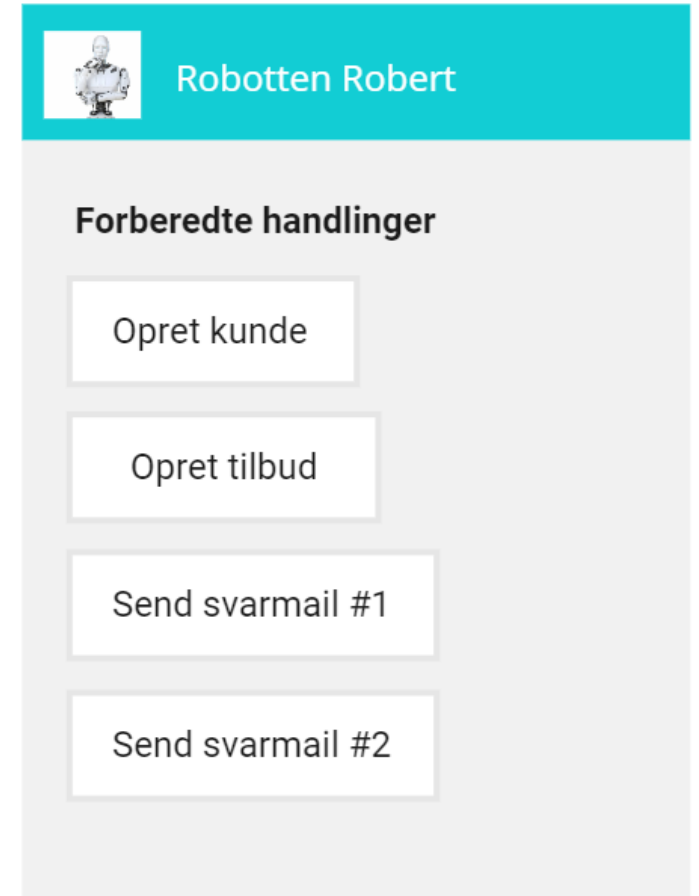 Robotten Robert
Forberedte handlinger
Opret kunde
Opret tilbud
Send svarmail #1
Send svarmail #2